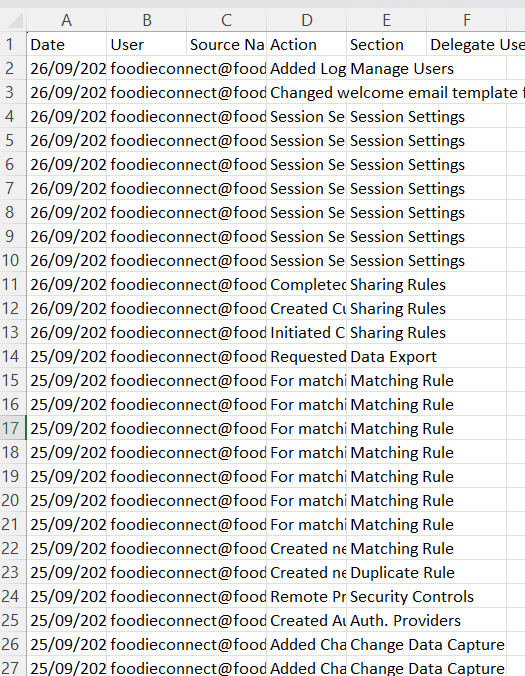 A B C D E F
1 Date User Source Na Action Section Delegate Use
2 26/09/202 foodieconnect@food Added Log Manage Users
3 26/09/202 foodieconnect@food Changed welcome email template f
4 26/09/202 foodieconnect@food Session Se Session Settings
5 26/09/202 foodieconnect@food Session Se Session Settings
6 26/09/202 foodieconnect@food Session Se Session Settings
7 26/09/202 foodieconnect@food Session Se Session Settings
8 26/09/202 foodieconnect@food Session Se Session Settings
9 26/09/202 foodieconnect@food Session Se Session Settings
10 26/09/202 foodieconnect@food Session Se Session Settings
11 26/09/202 foodieconnect@food Completed Sharing Rules
12 26/09/202 foodieconnect@food Created Cu Sharing Rules
13 26/09/202 foodieconnect@food Initiated C Sharing Rules
14 25/09/202 foodieconnect@food Requested Data Export
15 25/09/202 foodieconnect@food For matchi Matching Rule
16 25/09/202 foodieconnect@food For matchi Matching Rule
17 25/09/202 foodieconnect@food For matchi Matching Rule
18 25/09/202 foodieconnect@food For matchi Matching Rule
19 25/09/202 foodieconnect@food For matchi Matching Rule
20 25/09/202 foodieconnect@food For matchi Matching Rule
21 25/09/202 foodieconnect@food For matchi Matching Rule
22 25/09/202 foodieconnect@food Created ne Matching Rule
23 25/09/202 foodieconnect@food Created ne Duplicate Rule
24 25/09/202 foodieconnect@food Remote Pr Security Controls
25 25/09/202 foodieconnect@food Created Au Auth. Providers
26 25/09/202 foodieconnect@food Added Cha Change Data Capture
27 25/09/202 foodieconnect@food Added Cha Change Data Capture